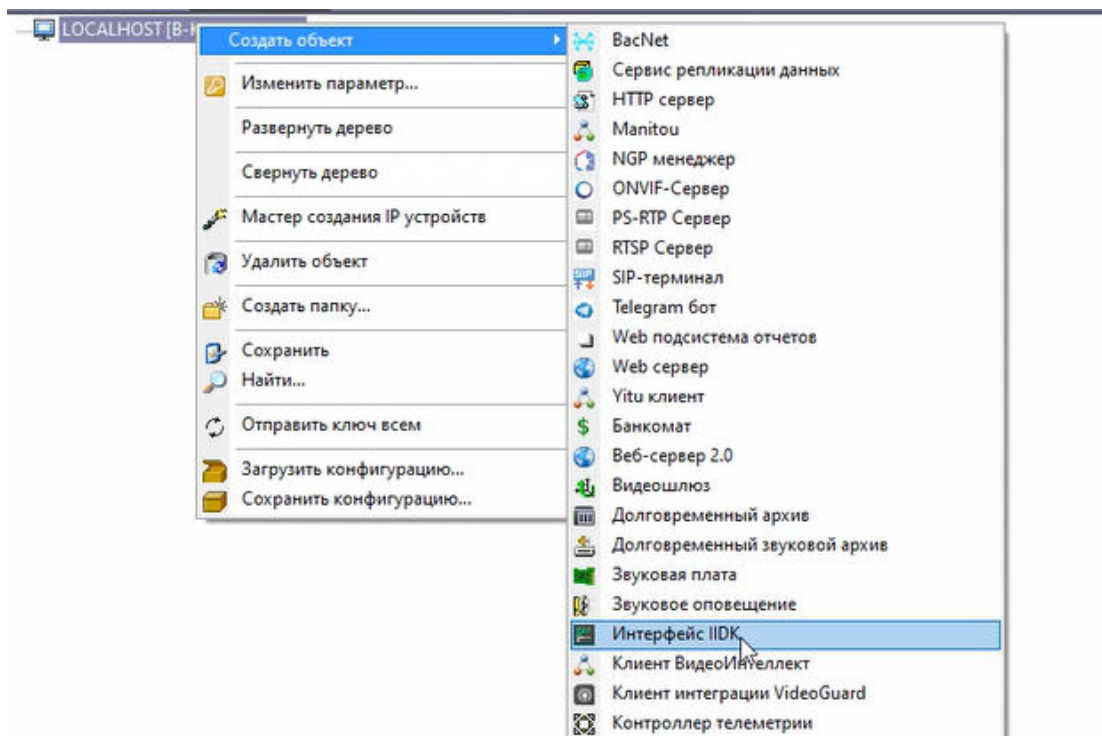 LOCALHOST [B-
Создать объект
Изменить параметр...
Развернуть дерево
Свернуть дерево
Мастер создания IP устройств
Удалить объект
Создать папку...
Сохранить
Найти...
Отправить ключ всем
Загрузить конфигурацию...
Сохранить конфигурацию...
BacNet
Сервис репликации данных
HTTP сервер
Manitou
NGP менеджер
ONVIF-Сервер
PS-RTP Сервер
RTSP Сервер
SIP-терминал
Telegram бот
Web подсистема отчетов
Web сервер
Yitu клиент
Банкомат
Веб-сервер 2.0
Видеошлюз
Долговременный архив
Долговременный звуковой архив
Звуковая плата
Звуковое оповещение
Интерфейс IIDK
Клиент ВидеоИнтеллект
Клиент интеграции VideoGuard
Контроллер телеметрии